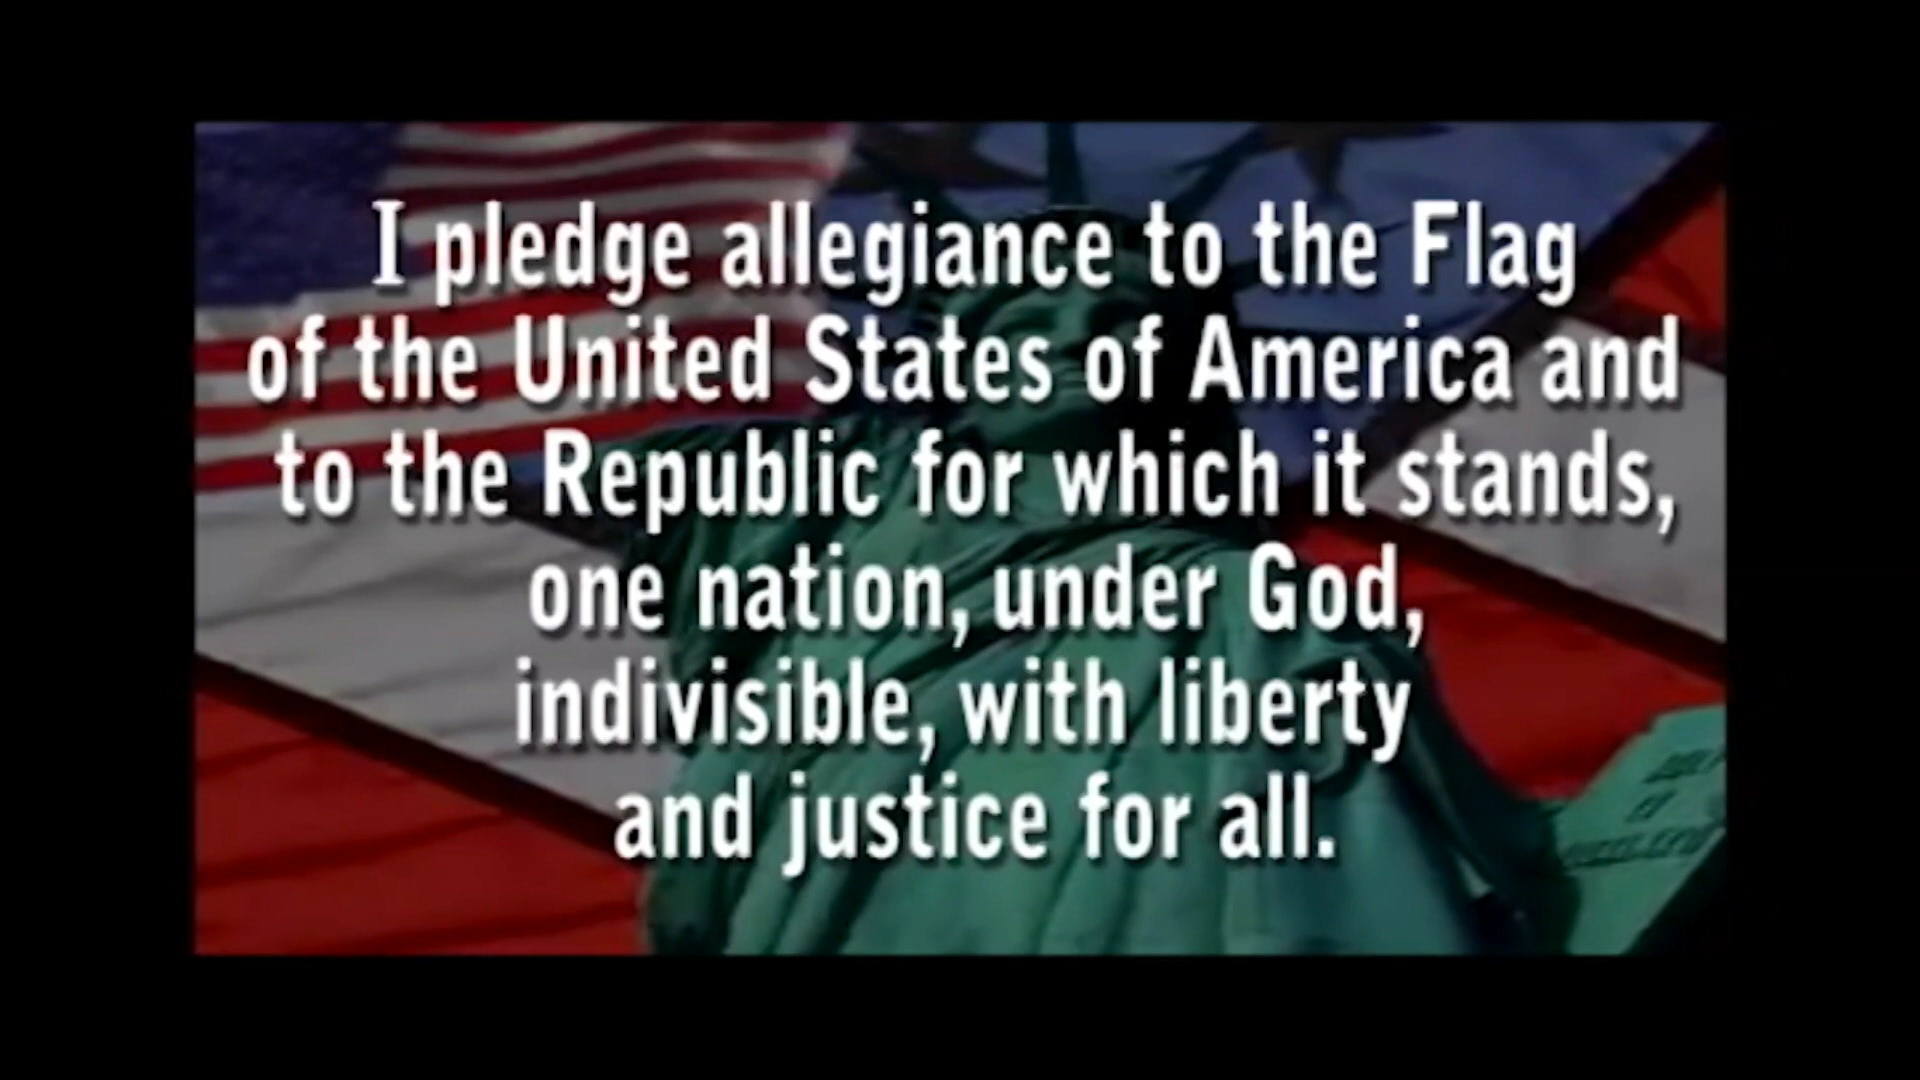 I pledge allegiance to the Flag
of the United States of America and
to the Republic for which it stands,
one nation, under God,
indivisible, with liberty
and justice for all.